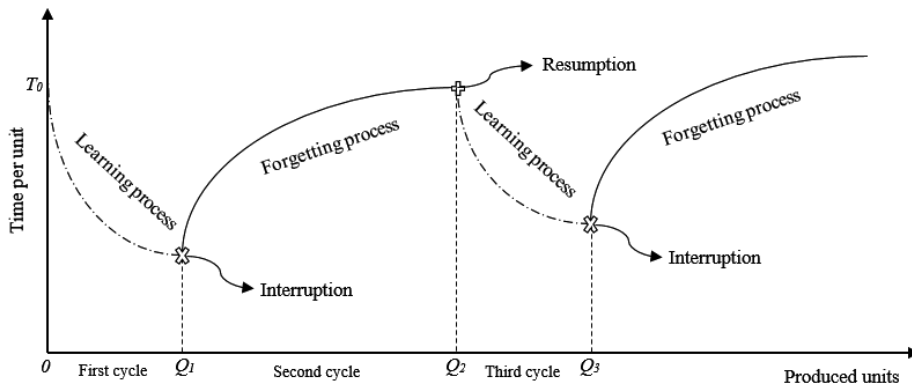 Time per unit
T0
Learning process
Interruption
Forgetting process
Resumption
Learning process
Interruption
Forgetting process
0
First cycle
Q1
Second cycle
Q2
Third cycle
Q3
Produced units